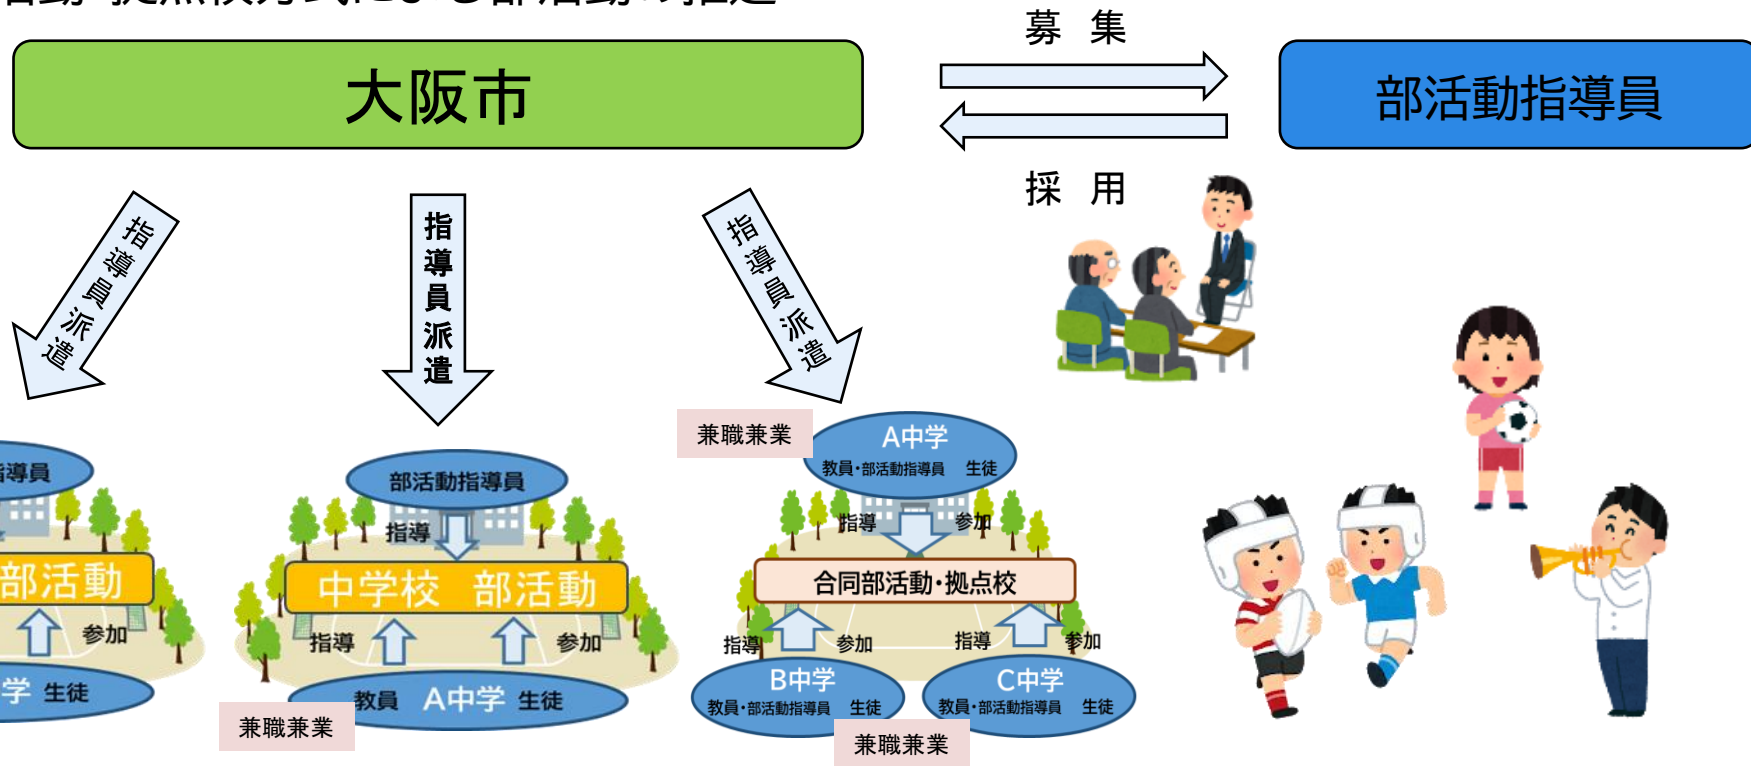 部活動指導員
募 集
大阪市
採 用
指導員派遣
指導員派遣
指導員派遣
兼職兼業
A中学
教員・部活動指導員 生徒
指導員
部活動指導員
指導
指導
参加
部活動
中学校 部活動
合同部活動・拠点校
参加
指導
参加
指導
参加
指導
参加
学 生徒
教員 A中学 生徒
B中学
教員・部活動指導員 生徒
C中学
教員・部活動指導員 生徒
兼職兼業
兼職兼業